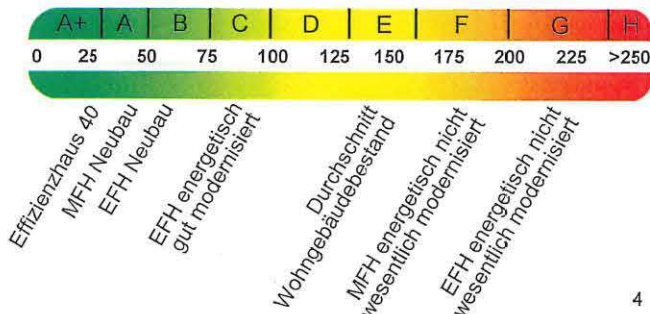 A+ A B C D E F G H
0 25 50 75 100 125 150 175 200 225 >250
Effizienzhaus 40
MFH Neubau
EFH Neubau
EFH energetisch
gut modernisiert
Durchschnitt
Wohngebäudebestand
MFH energetisch nicht
wesentlich modernisiert
EFH energetisch nicht
wesentlich modernisiert
4